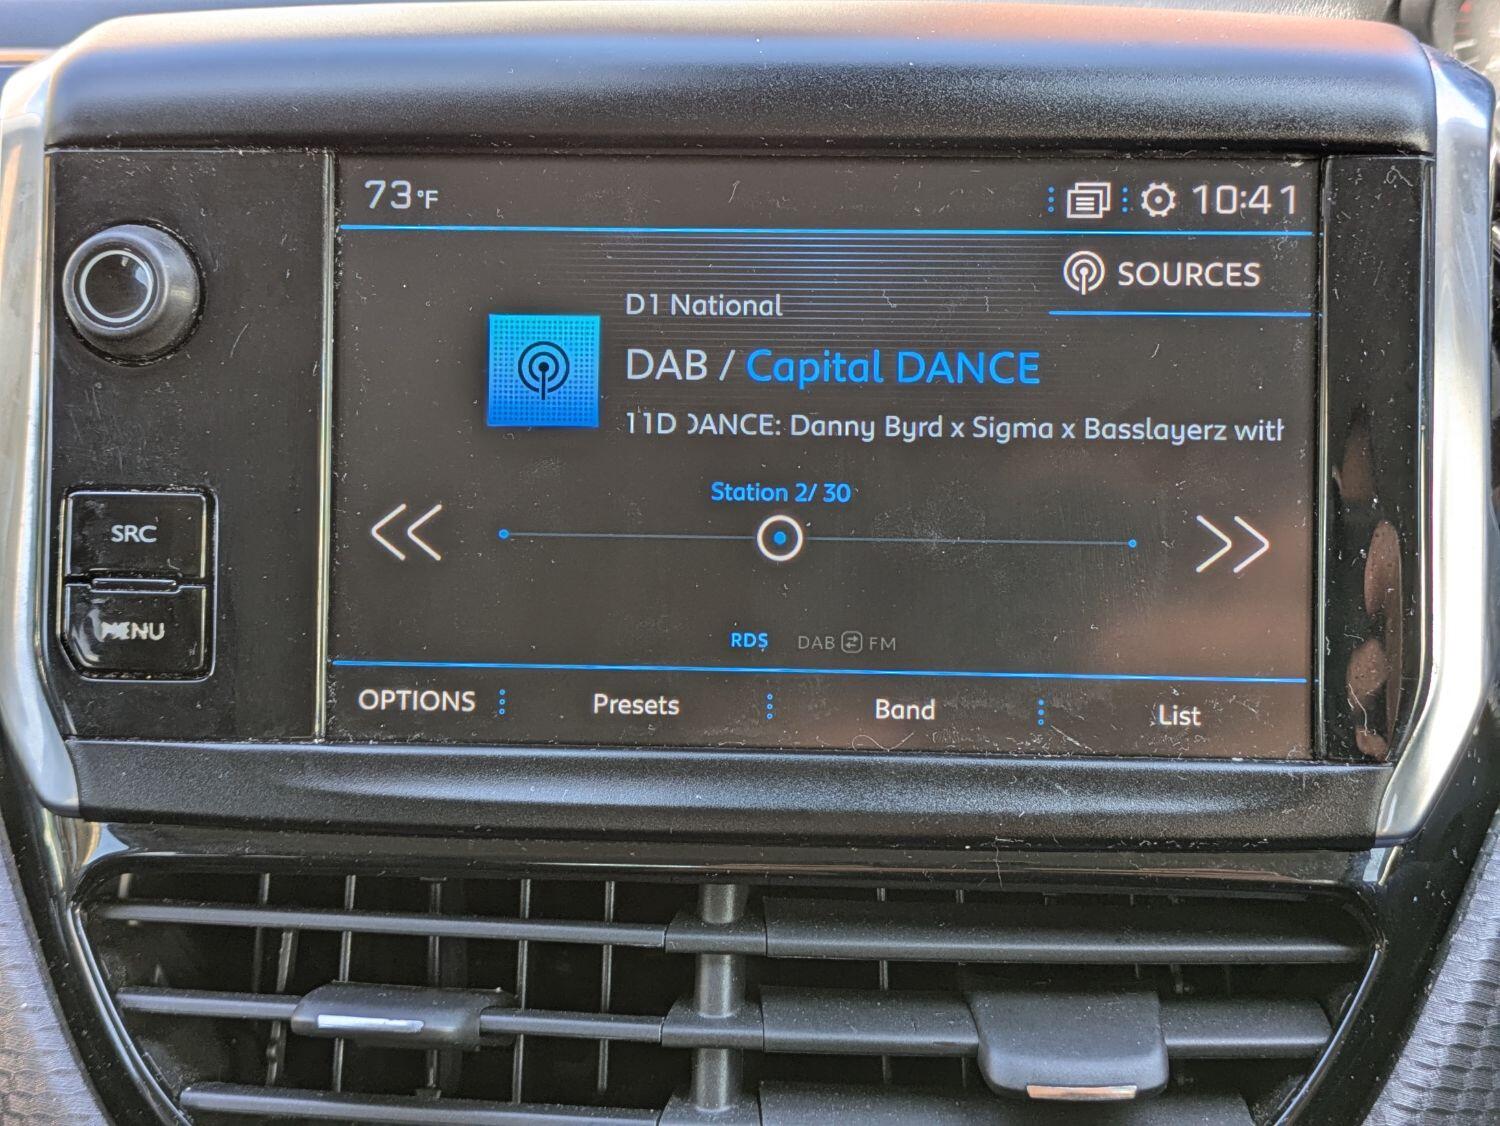 73°F 10:41
SOURCES
D1 National
DAB / Capital DANCE
11D DANCE: Danny Byrd x Sigma x Basslayerz with
Station 2/ 30
SRC
MENU
RDS DAB FM
OPTIONS Presets Band List